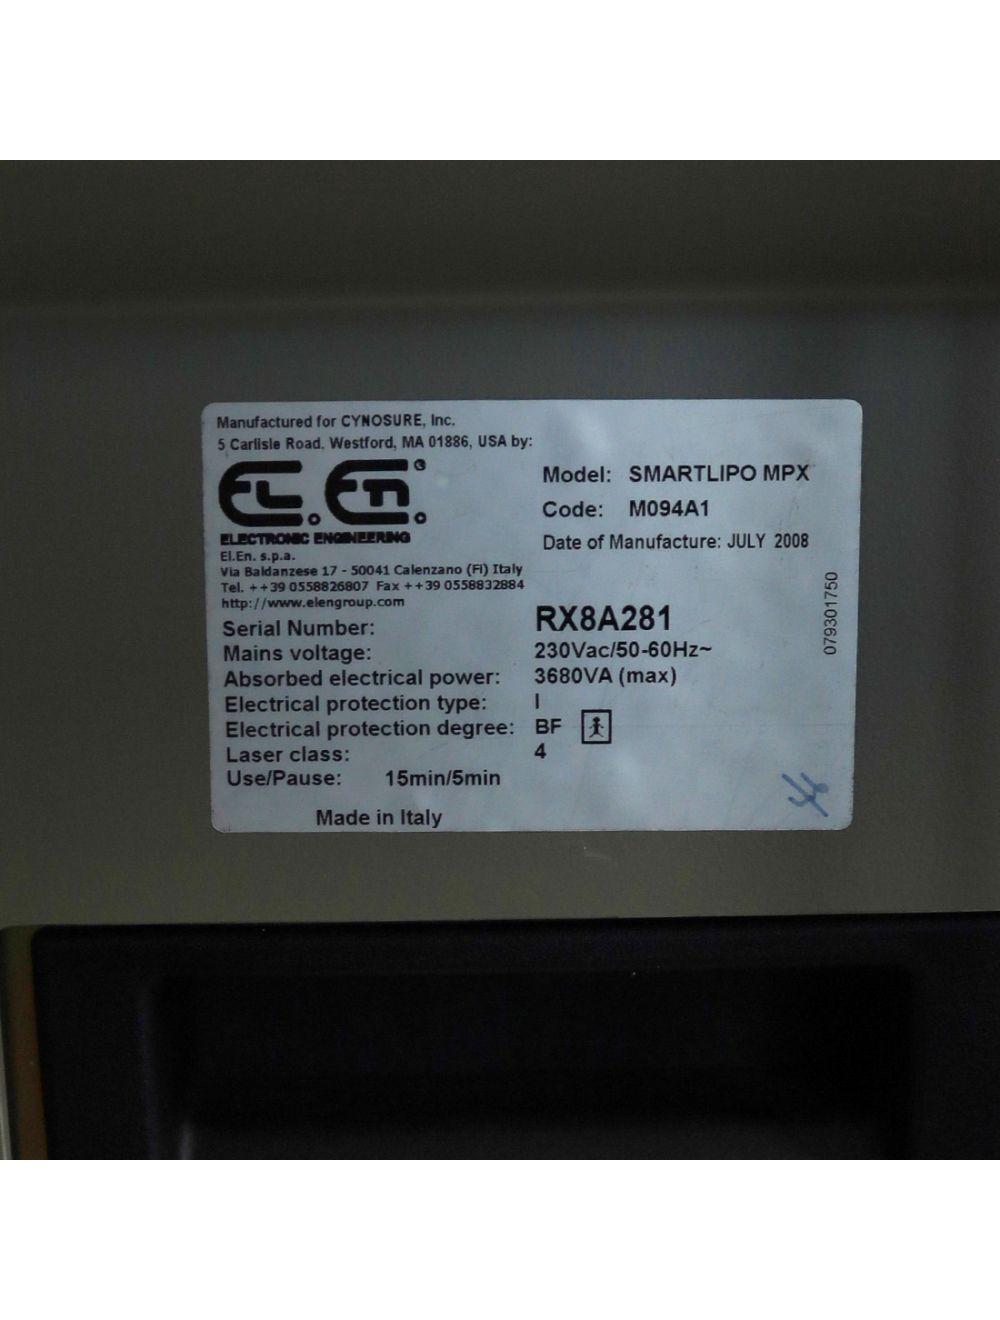 Manufactured for CYNOSURE, Inc.
5 Carlisle Road, Westford, MA 01886, USA by:
EL.En.®
ELECTRONIC ENGINEERING
El.En. s.p.a.
Via Baldanzese 17 - 50041 Calenzano (Fi) Italy
Tel. ++39 0558826807 Fax ++39 0558832884
http://www.elengroup.com
Model: SMARTLIPO MPX
Code: M094A1
Date of Manufacture: JULY 2008
Serial Number: RX8A281
Mains voltage: 230Vac/50-60Hz~
Absorbed electrical power: 3680VA (max)
Electrical protection type: I
Electrical protection degree: BF
Laser class: 4
Use/Pause: 15min/5min
Made in Italy
079301750